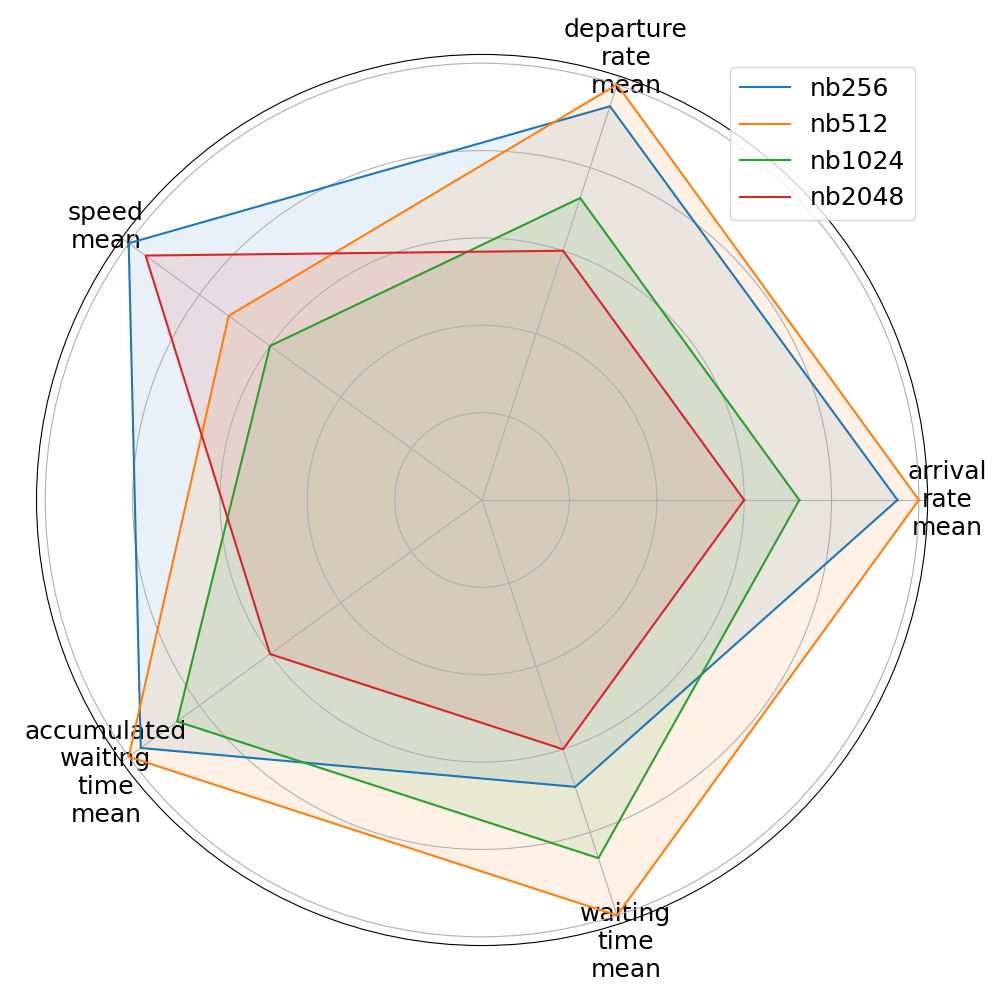 departure
rate
mean
nb256
nb512
nb1024
nb2048
speed
mean
arrival
rate
mean
accumulated
waiting
time
mean
waiting
time
mean